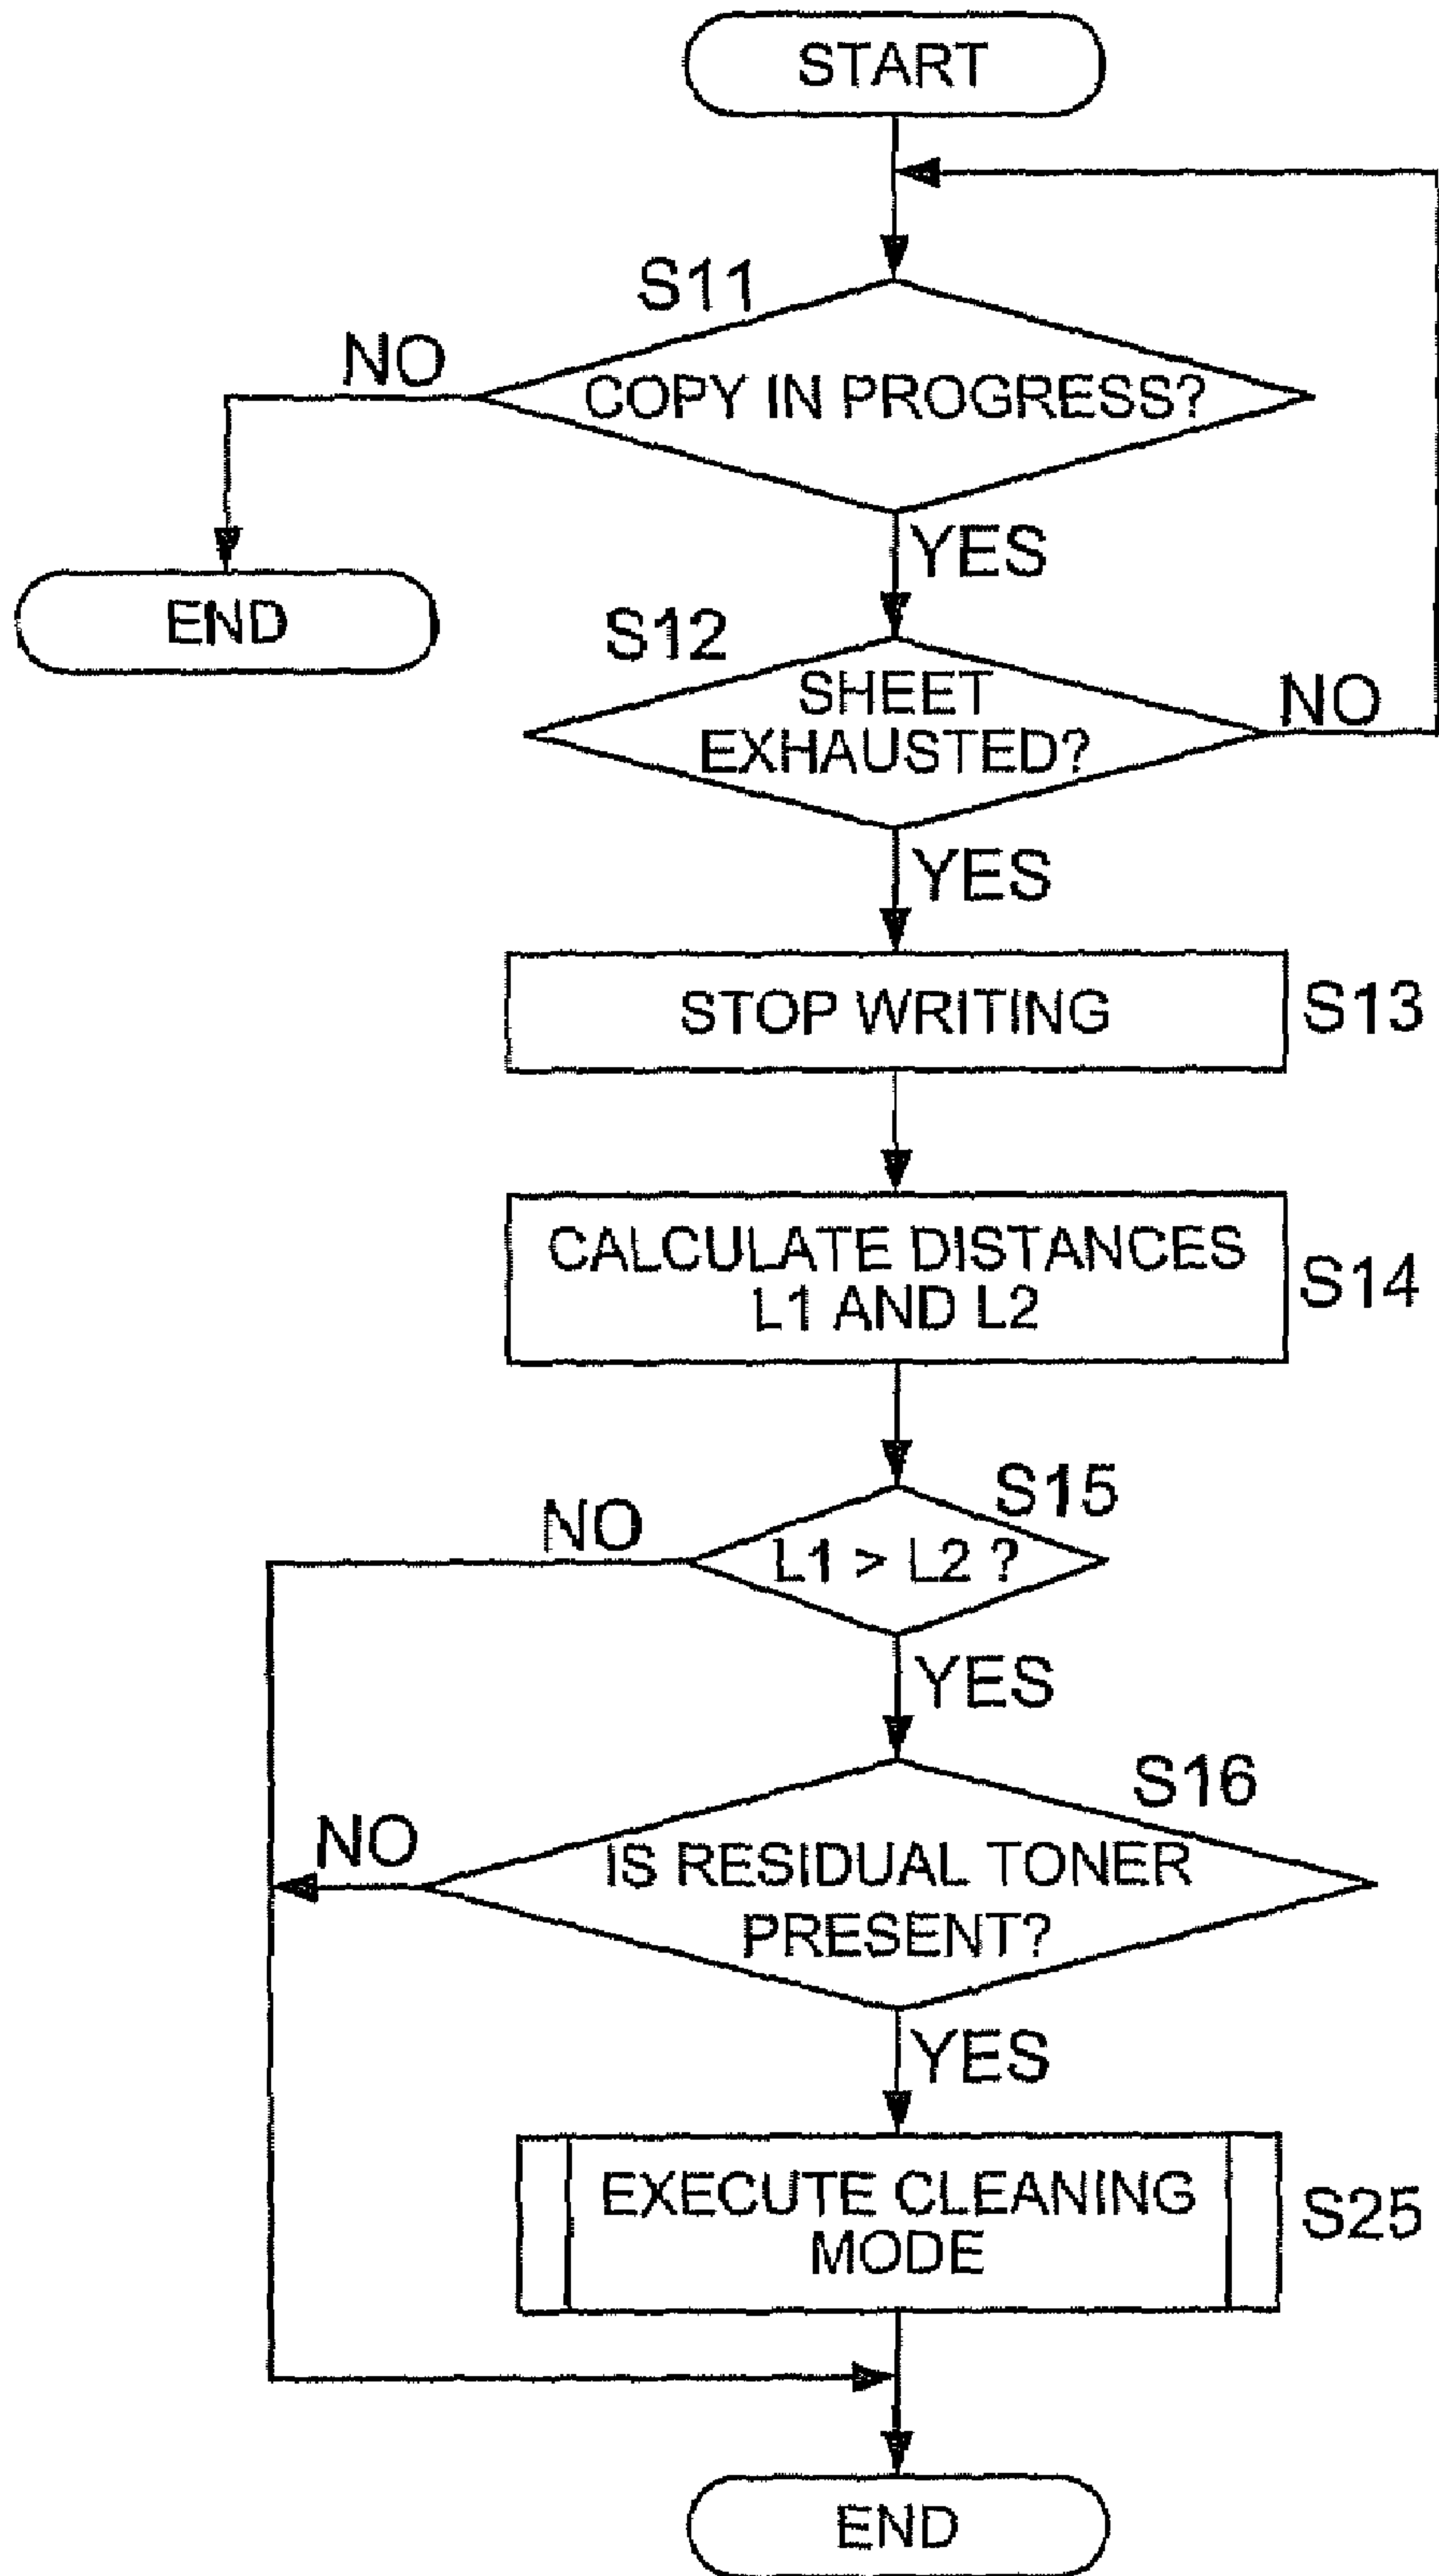 START
S11
NO
COPY IN PROGRESS?
YES
END
S12
SHEET
EXHAUSTED?
NO
YES
STOP WRITING
S13
CALCULATE DISTANCES
L1 AND L2
S14
S15
NO
L1 > L2 ?
YES
S16
NO
IS RESIDUAL TONER
PRESENT?
YES
EXECUTE CLEANING
MODE
S25
END